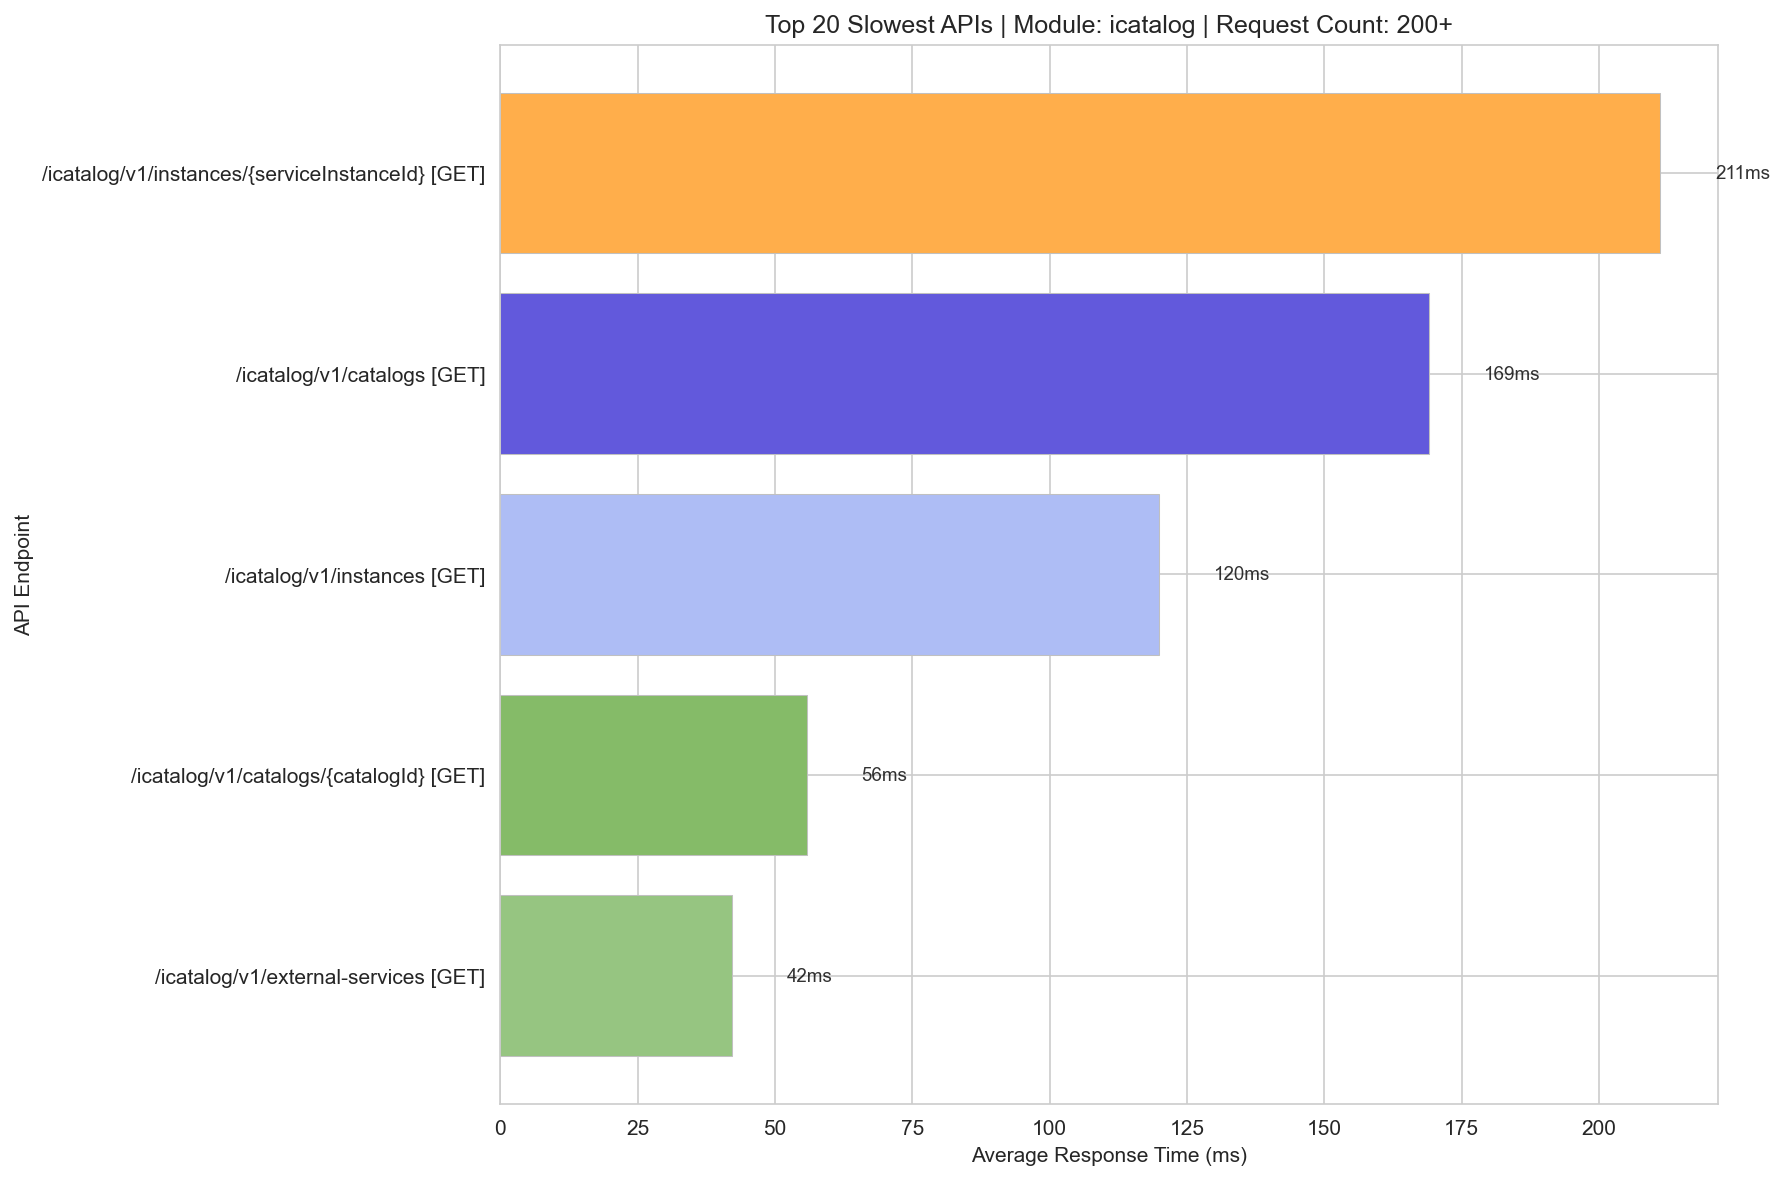 Top 20 Slowest APIs | Module: icatalog | Request Count: 200+
/icatalog/v1/instances/{serviceInstanceId} [GET]
211ms
/icatalog/v1/catalogs [GET]
169ms
/icatalog/v1/instances [GET]
120ms
/icatalog/v1/catalogs/{catalogId} [GET]
56ms
/icatalog/v1/external-services [GET]
42ms
API Endpoint
0 25 50 75 100 125 150 175 200
Average Response Time (ms)